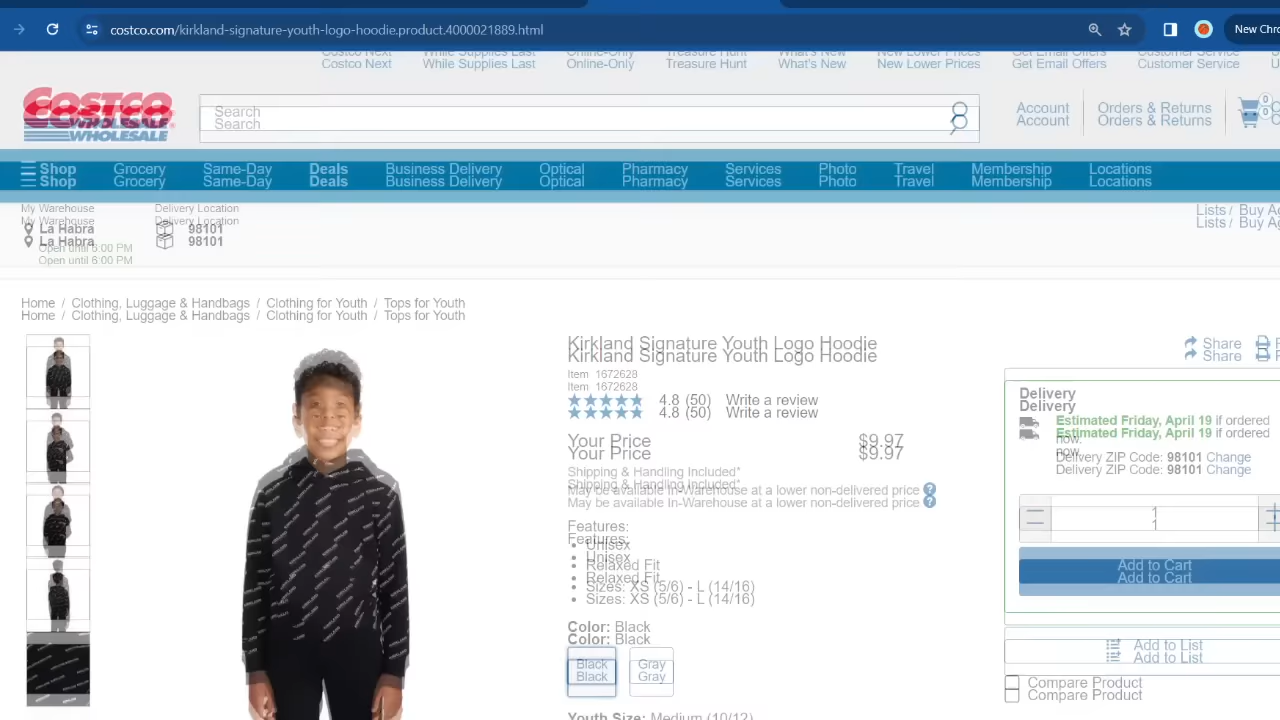 costco.com/kirkland-signature-youth-logo-hoodie.product.4000021889.html
New Chro
Costco Next While Supplies Last Online-Only Treasure Hunt What's New New Lower Prices Get Email Offers Customer Service
COSTCO
WHOLESALE
Search
Account
Orders & Returns
0
Shop Grocery Same-Day Deals Business Delivery Optical Pharmacy Services Photo Travel Membership Locations
My Warehouse
La Habra
Open until 6:00 PM
Delivery Location
98101
Lists / Buy Ag
Home / Clothing, Luggage & Handbags / Clothing for Youth / Tops for Youth
Kirkland Signature Youth Logo Hoodie
Item 1672628
4.8 (50) Write a review
Your Price $9.97
Shipping & Handling Included*
May be available In-Warehouse at a lower non-delivered price ?
Features:
• Unisex
• Relaxed Fit
• Sizes: XS (5/6) - L (14/16)
Color: Black
Black
Gray
Youth Size: Medium (10/12)
Share
Delivery
Estimated Friday, April 19 if ordered
now.
Delivery ZIP Code: 98101 Change
1
Add to Cart
Add to List
Compare Product